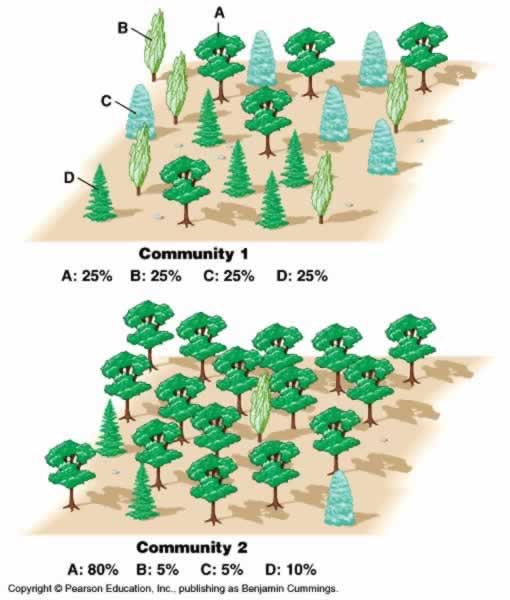 A
B
C
D
Community 1
A: 25% B: 25% C: 25% D: 25%
Community 2
A: 80% B: 5% C: 5% D: 10%
Copyright © Pearson Education, Inc., publishing as Benjamin Cummings.